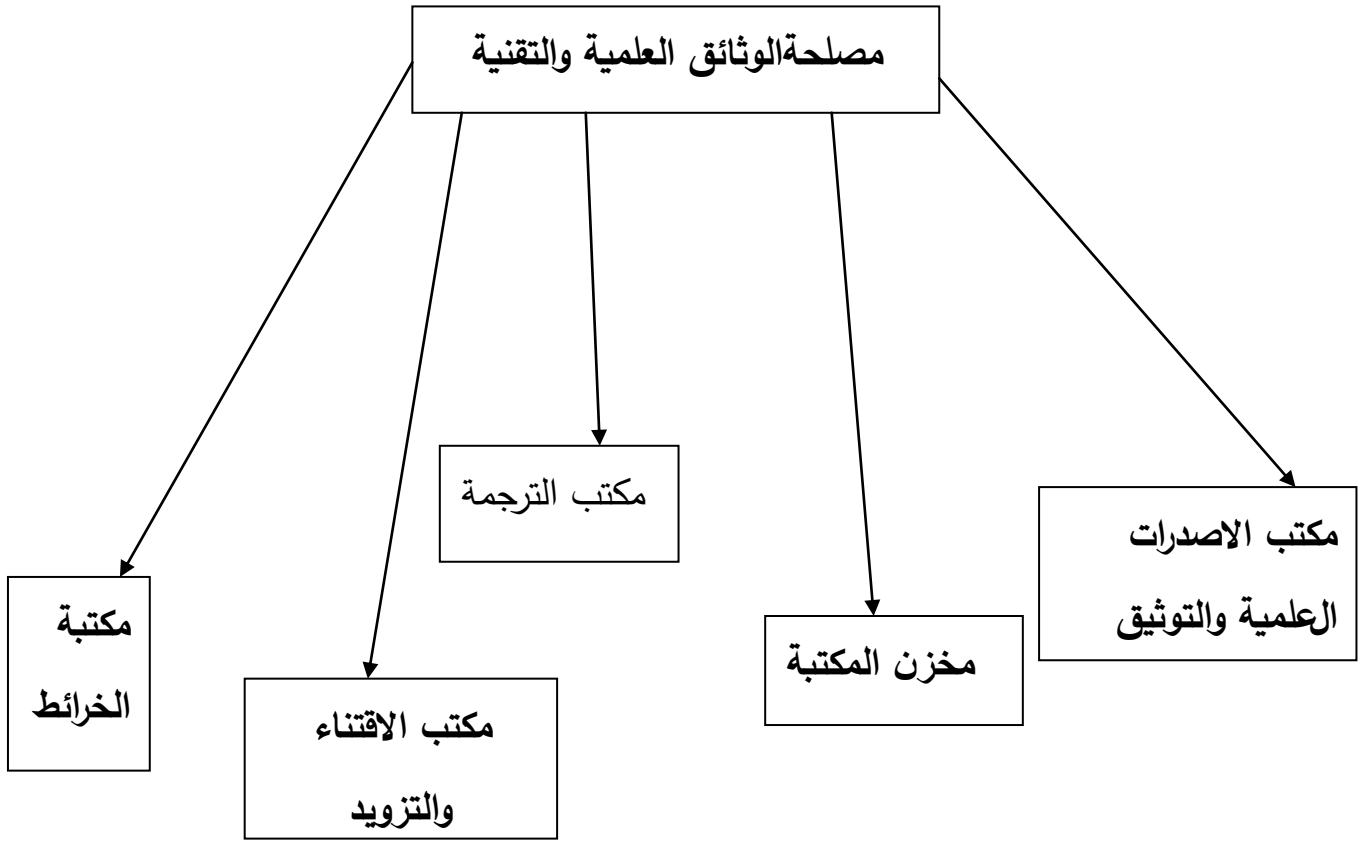 مصلحةالوثائق العلمية والتقنية
مكتب الترجمة
مكتب الاصدرات
العلمية والتوثيق
مكتبة
الخرائط
مخزن المكتبة
مكتب الاقتناء
والتزويد